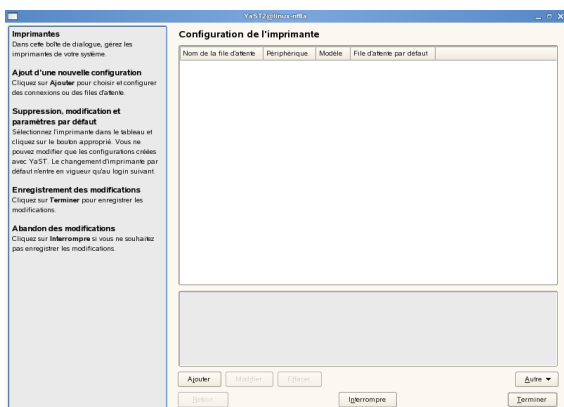 YaST2@linux-nffla
Imprimantes
Dans cette boîte de dialogue, gérez les
imprimantes de votre système.
Ajout d'une nouvelle configuration
Cliquez sur Ajouter pour choisir et configurer
des connexions ou des files d'attente.
Suppression, modification et
paramètres par défaut
Sélectionnez l'imprimante dans le tableau et
cliquez sur le bouton approprié. Vous ne
pouvez modifier que les configurations créées
avec YaST. Le changement d'imprimante par
défaut n'entre en vigueur qu'au login suivant.
Enregistrement des modifications
Cliquez sur Terminer pour enregistrer les
modifications.
Abandon des modifications
Cliquez sur Interrompre si vous ne souhaitez
pas enregistrer les modifications.
Configuration de l'imprimante
Nom de la file d'attente Périphérique Modèle File d'attente par défaut
Ajouter Modifier Effacer Autre
Retour Interrompre Terminer